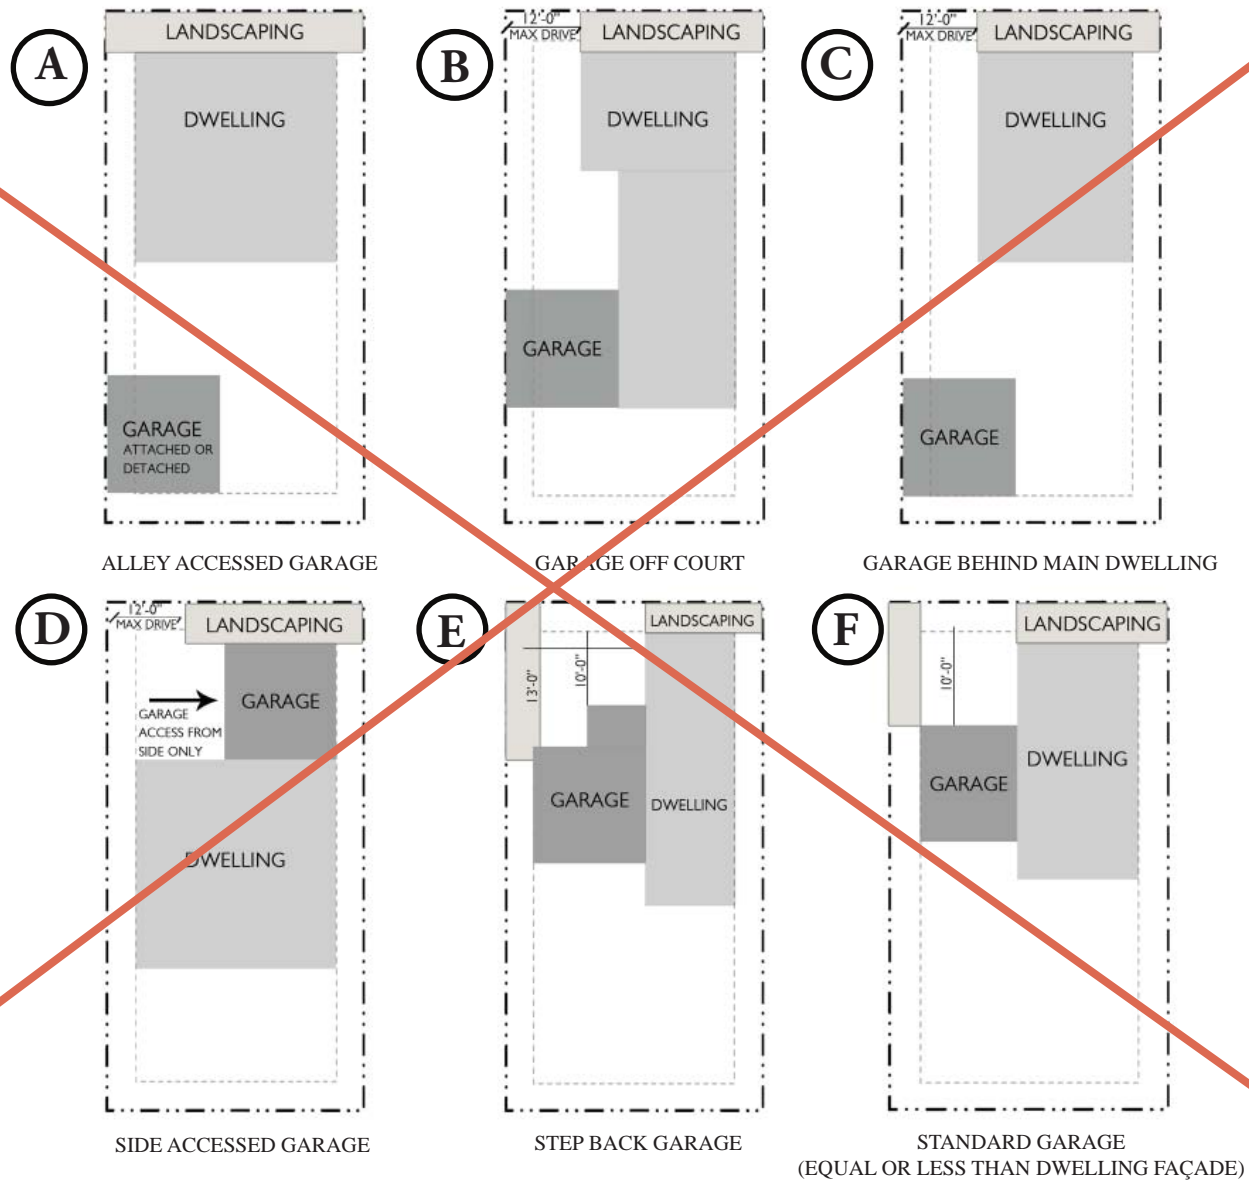 A
LANDSCAPING
DWELLING
GARAGE
ATTACHED OR
DETACHED
ALLEY ACCESSED GARAGE
B
12'-0"
MAX DRIVE
LANDSCAPING
DWELLING
GARAGE
GARAGE OFF COURT
C
12'-0"
MAX DRIVE
LANDSCAPING
DWELLING
GARAGE
GARAGE BEHIND MAIN DWELLING
D
12'-0"
MAX DRIVE
LANDSCAPING
GARAGE
GARAGE
ACCESS FROM
SIDE ONLY
DWELLING
SIDE ACCESSED GARAGE
E
LANDSCAPING
13'-0"
10'-0"
GARAGE
DWELLING
STEP BACK GARAGE
F
LANDSCAPING
10'-0"
DWELLING
GARAGE
STANDARD GARAGE
(EQUAL OR LESS THAN DWELLING FAÇADE)